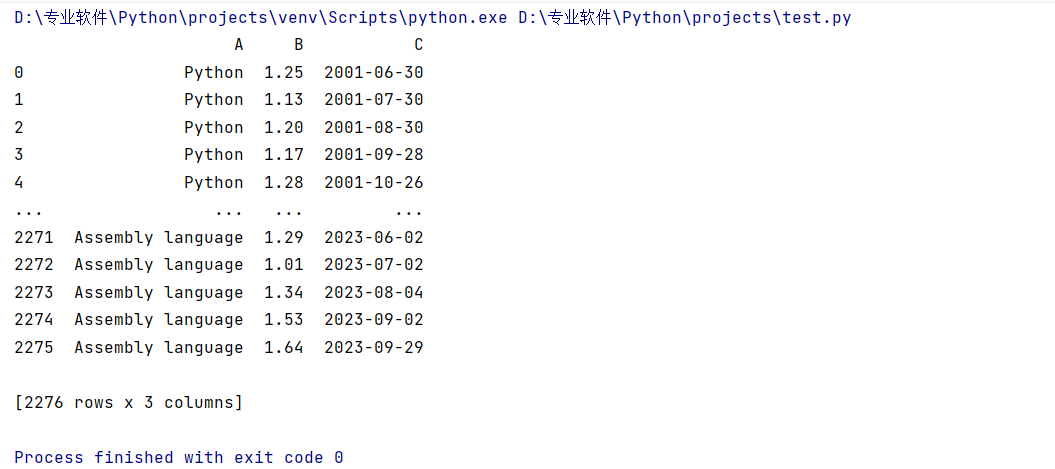 D:\专业软件\Python\projects\venv\Scripts\python.exe D:\专业软件\Python\projects\test.py
A B C
0 Python 1.25 2001-06-30
1 Python 1.13 2001-07-30
2 Python 1.20 2001-08-30
3 Python 1.17 2001-09-28
4 Python 1.28 2001-10-26
... ... ... ...
2271 Assembly language 1.29 2023-06-02
2272 Assembly language 1.01 2023-07-02
2273 Assembly language 1.34 2023-08-04
2274 Assembly language 1.53 2023-09-02
2275 Assembly language 1.64 2023-09-29
[2276 rows x 3 columns]
Process finished with exit code 0